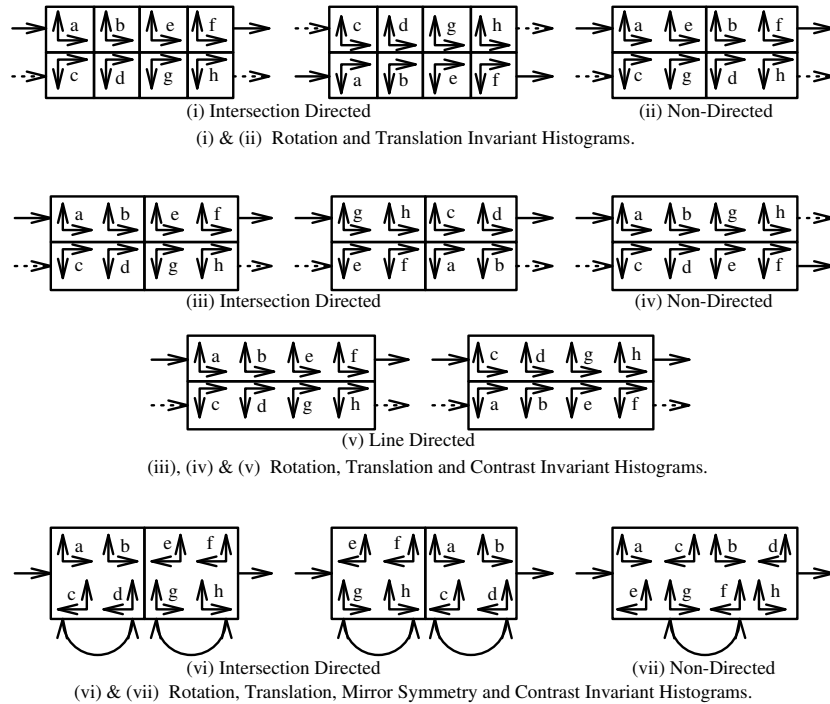 a b e f c d g h a e b f
c d g h a b e f c g d h
(i) Intersection Directed (ii) Non-Directed
(i) & (ii) Rotation and Translation Invariant Histograms.
a b e f g h c d a b g h
c d g h e f a b c d e f
(iii) Intersection Directed (iv) Non-Directed
a b e f c d g h
c d g h a b e f
(v) Line Directed
(iii), (iv) & (v) Rotation, Translation and Contrast Invariant Histograms.
a b e f e f a b a c b d
c d g h g h c d e g f h
(vi) Intersection Directed (vii) Non-Directed
(vi) & (vii) Rotation, Translation, Mirror Symmetry and Contrast Invariant Histograms.